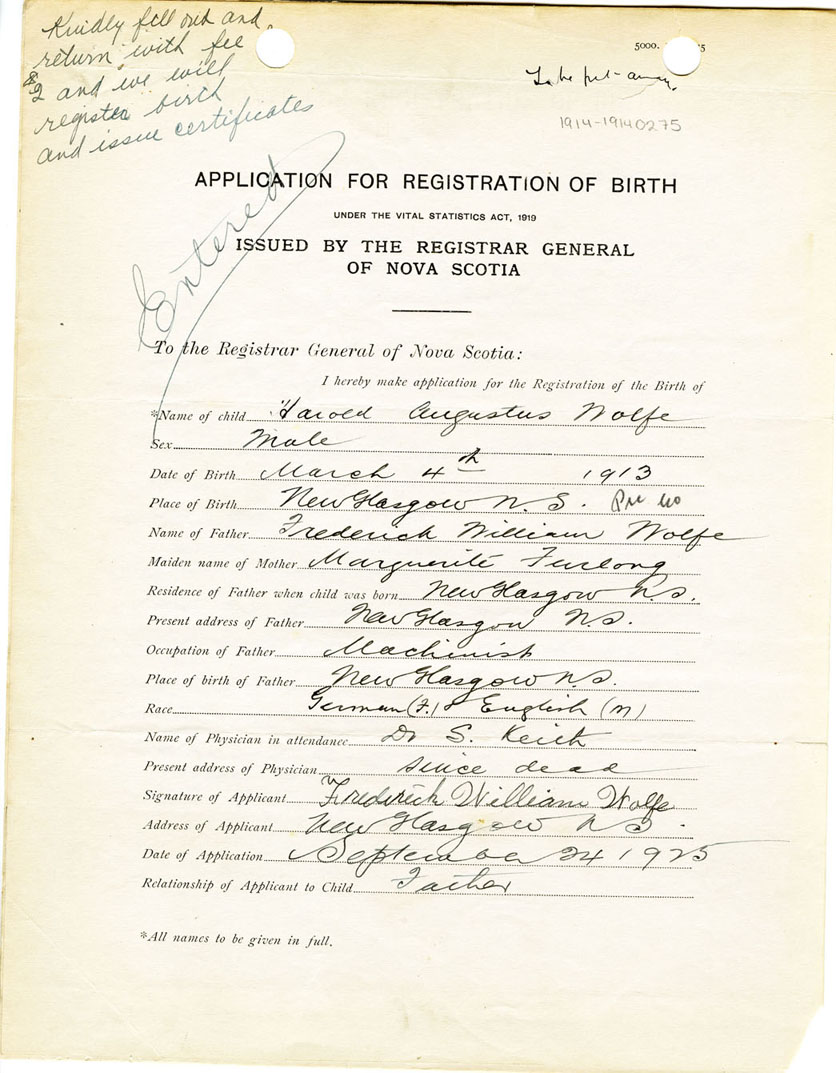 Kindly fill out and
return with fee
$2 and we will
register birth
and issue certificates
5000. 5
To be put away.
1914-19140275
Entered
APPLICATION FOR REGISTRATION OF BIRTH
UNDER THE VITAL STATISTICS ACT, 1919
ISSUED BY THE REGISTRAR GENERAL
OF NOVA SCOTIA
To the Registrar General of Nova Scotia:
I hereby make application for the Registration of the Birth of
*Name of child Harold Augustus Wolfe
Sex Male
Date of Birth March 4th 1913
Place of Birth New Glasgow N.S.
Name of Father Frederick William Wolfe
Maiden name of Mother Marguerite Furlong
Residence of Father when child was born New Glasgow N.S.
Present address of Father New Glasgow N.S.
Occupation of Father Machinist
Place of birth of Father New Glasgow N.S.
Race German (F.) & English (M)
Name of Physician in attendance Dr S. Keith
Present address of Physician since dead
Signature of Applicant Frederick William Wolfe
Address of Applicant New Glasgow N S.
Date of Application September 24 1925
Relationship of Applicant to Child Father
*All names to be given in full.